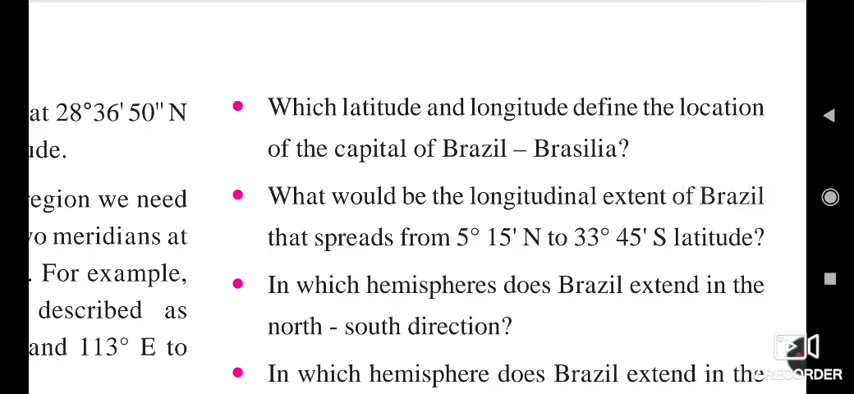 at 28°36' 50" N
ude.
region we need
o meridians at
. For example,
described as
and 113° E to
• Which latitude and longitude define the location
of the capital of Brazil – Brasilia?
• What would be the longitudinal extent of Brazil
that spreads from 5° 15' N to 33° 45' S latitude?
• In which hemispheres does Brazil extend in the
north - south direction?
• In which hemisphere does Brazil extend in the
RECORDER